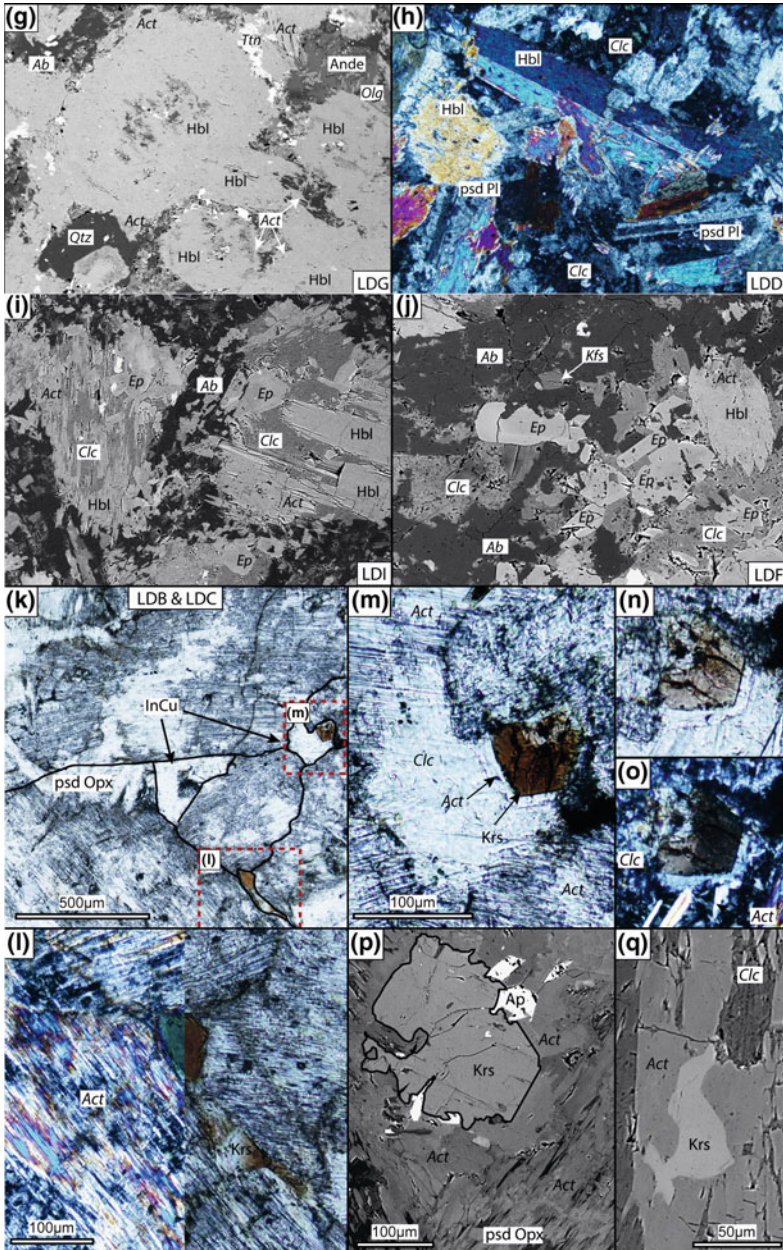 (g)
Act
Ttn
Act
Ab
Ande
Olg
Hbl
Hbl
Hbl
Act
Act
Qtz
Hbl
Hbl
LDG
(h)
Hbl
Clc
Hbl
psd Pl
psd Pl
Clc
LDD
(i)
Act
Ep
Ab
Ep
Clc
Clc
Hbl
Hbl
Act
Hbl
Ep
LDI
(j)
Ab
Kfs
Act
Hbl
Ep
Ep
Clc
Ep
Ep
Ep
Clc
Ab
LDF
(k)
LDB & LDC
InCu
(m)
psd Opx
(l)
500µm
(m)
Act
Clc
Act
Krs
Act
100µm
(n)
(o)
Clc
Act
(l)
Act
Krs
100µm
(p)
Ap
Act
Krs
Act
Act
100µm
psd Opx
(q)
Clc
Act
Krs
50µm